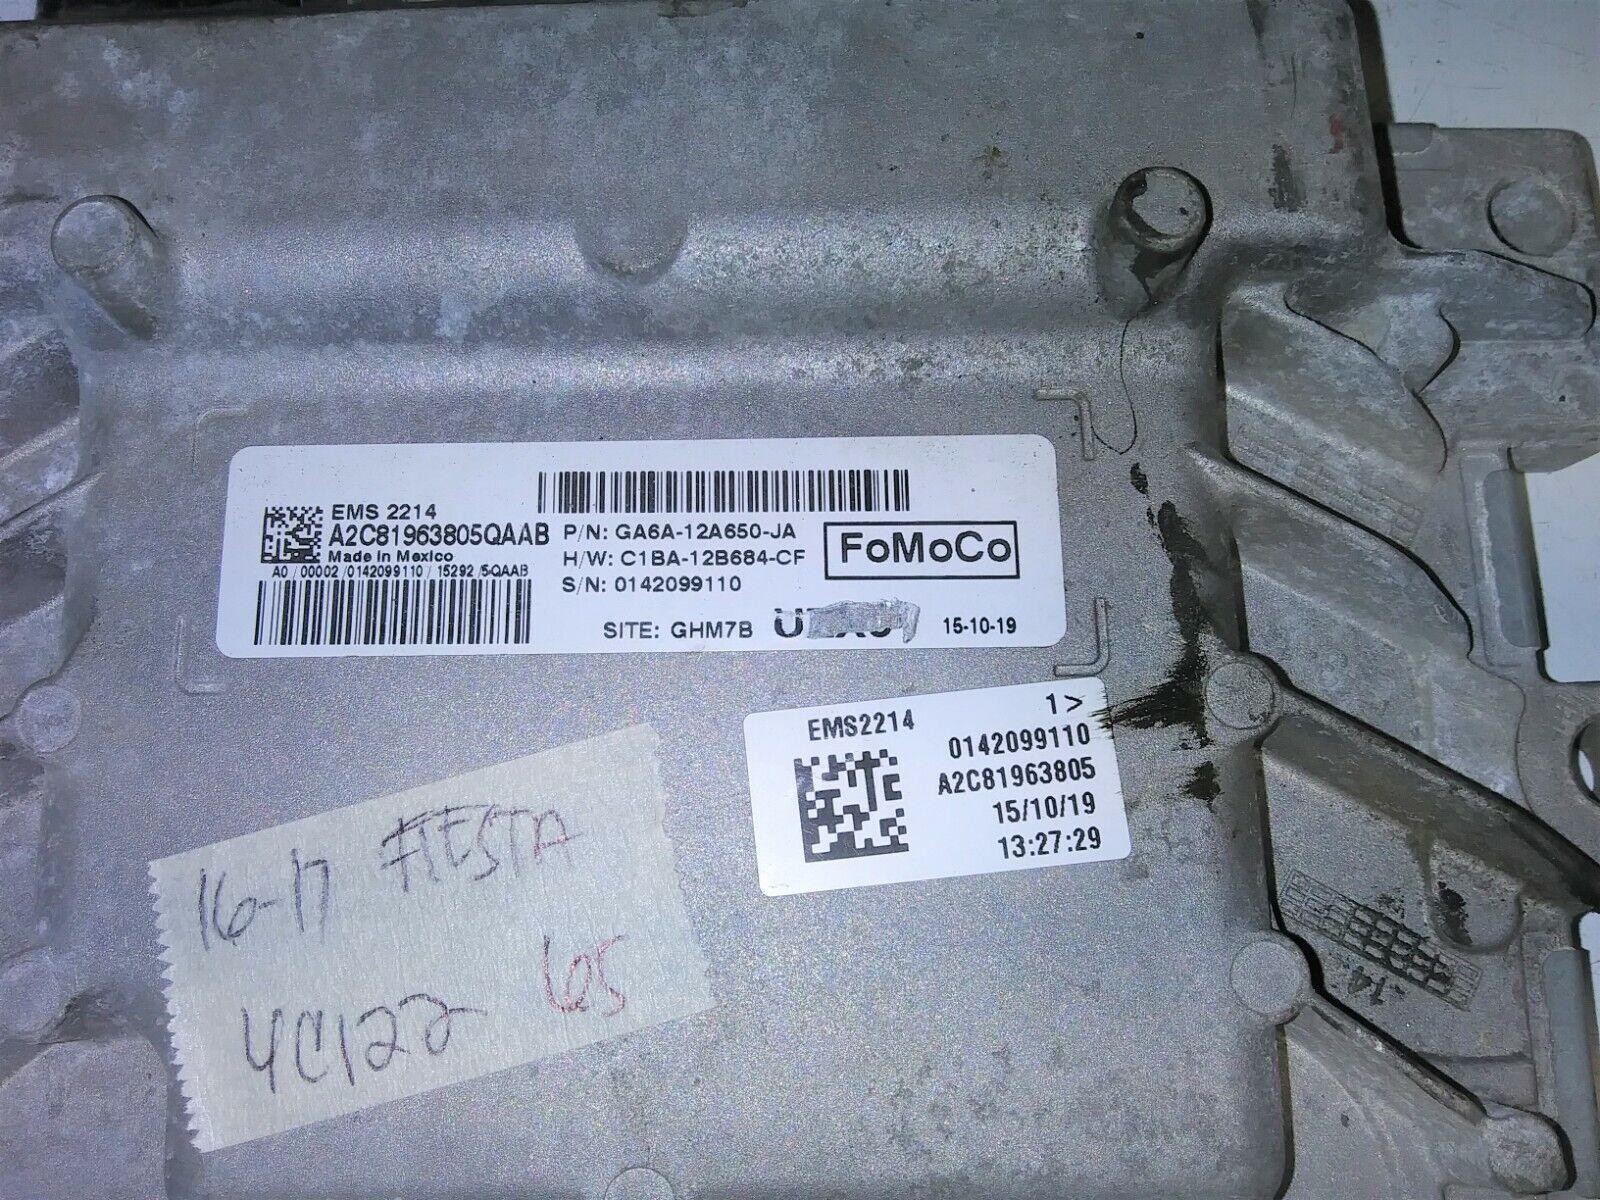 EMS 2214
A2C81963805QAAB
Made in Mexico
A0 / 00002 / 0142099110 / 15292 / 5QAAB
P/N: GA6A-12A650-JA
H/W: C1BA-12B684-CF
S/N: 0142099110
FoMoCo
SITE: GHM7B
15-10-19
EMS2214
1>
0142099110
A2C81963805
15/10/19
13:27:29
16-17 FIESTA
4C122 65
14